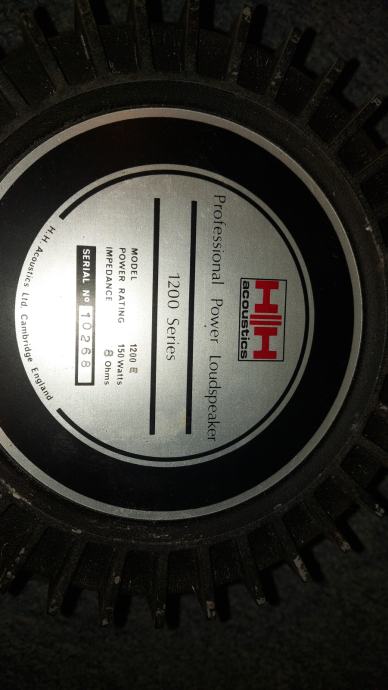 HH
acoustics
Professional Power Loudspeaker
1200 Series
MODEL 1200 E
POWER RATING 150 Watts
IMPEDANCE 8 Ohms
SERIAL Nº 10268
H.H. Acoustics Ltd. Cambridge England